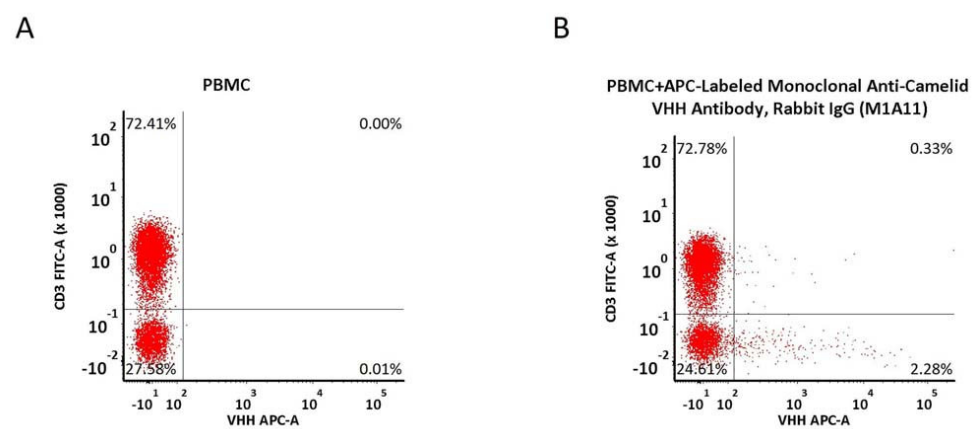 A
B
PBMC
PBMC+APC-Labeled Monoclonal Anti-Camelid
VHH Antibody, Rabbit IgG (M1A11)
72.41% 0.00%
10 2
10 1
10 0
10 -1
-10 -2
CD3 FITC-A (x 1000)
27.58% 0.01%
-10 1 10 2 10 3 10 4 10 5
VHH APC-A
72.78% 0.33%
10 2
10 1
10 0
10 -1
-10 -2
CD3 FITC-A (x 1000)
24.61% 2.28%
-10 1 10 2 10 3 10 4 10 5
VHH APC-A